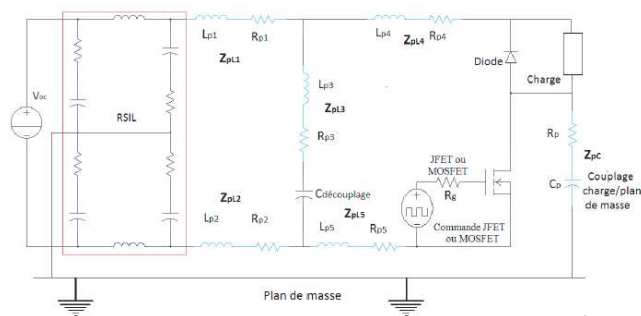 Lp1
Rp1
ZpL1
Lp4
Rp4
ZpL4
Diode
Charge
VDC
RSIL
Lp3
ZpL3
Rp3
Rp
ZpC
Cp
Couplage
charge/plan
de masse
JFET ou
MOSFET
Rg
Cdécouplage
ZpL2
Lp2
Rp2
ZpL5
Lp5
Rp5
Commande JFET
ou MOSFET
Plan de masse